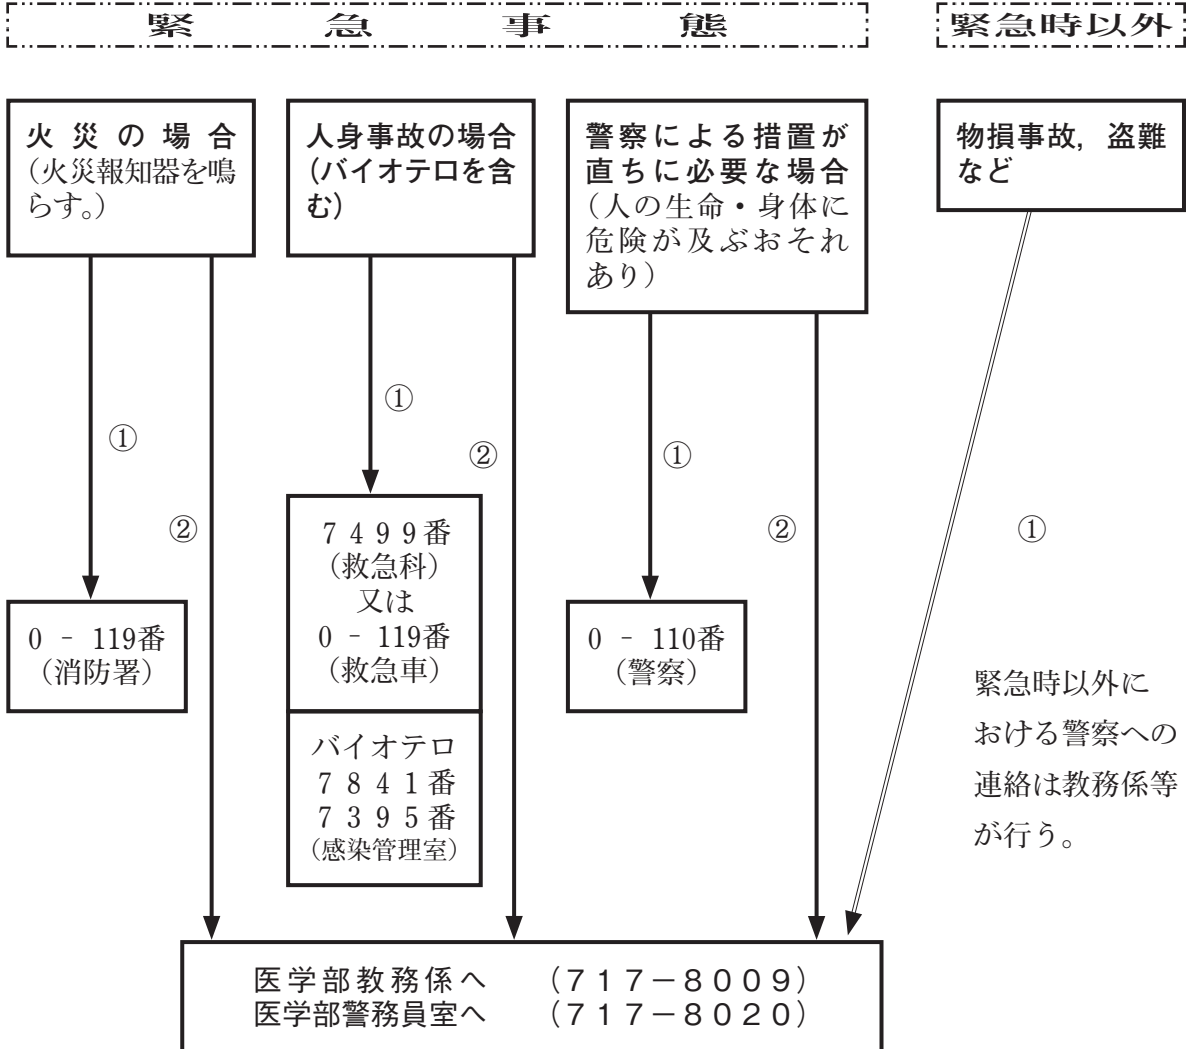 緊急事態
緊急時以外
火災の場合
（火災報知器を鳴
らす。）
人身事故の場合
（バイオテロを含
む）
警察による措置が
直ちに必要な場合
（人の生命・身体に
危険が及ぶおそれ
あり）
物損事故，盗難
など
①
②
①
②
①
②
①
0－119番
（消防署）
7499番
（救急科）
又は
0－119番
（救急車）
バイオテロ
7841番
7395番
（感染管理室）
0－110番
（警察）
緊急時以外に
おける警察への
連絡は教務係等
が行う。
医学部教務係へ　（717－8009）
医学部警務員室へ　（717－8020）